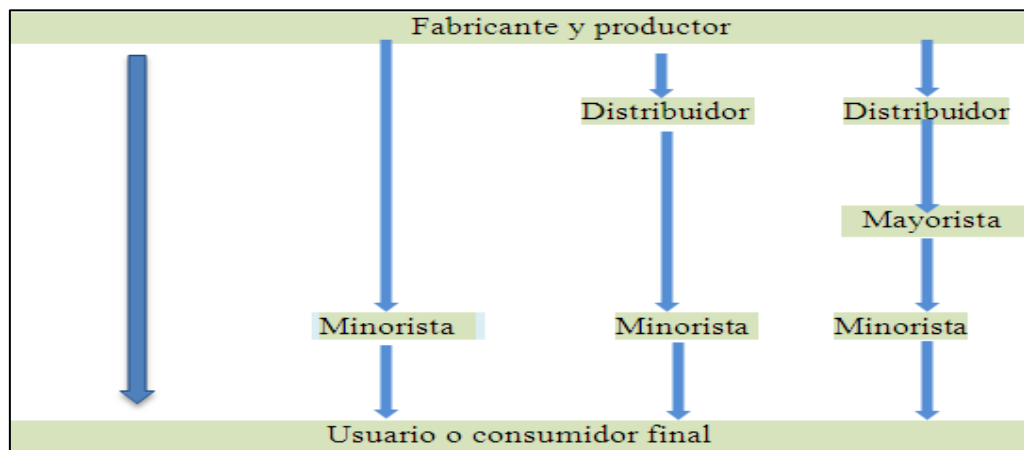 Fabricante y productor
Distribuidor
Distribuidor
Mayorista
Minorista
Minorista
Minorista
Usuario o consumidor final